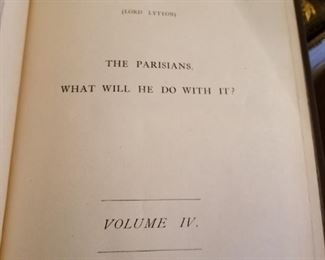 (LORD LYTTON)
THE PARISIANS.
WHAT WILL HE DO WITH IT?
VOLUME IV.